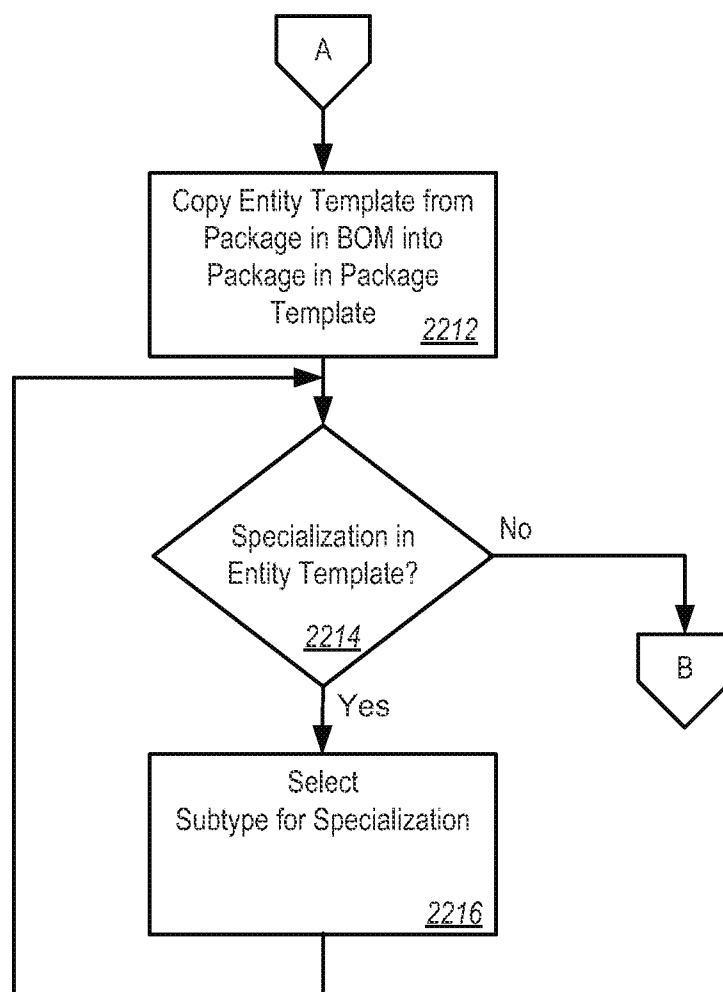 A
Copy Entity Template from
Package in BOM into
Package in Package
Template
2212
Specialization in
Entity Template?
2214
No
B
Yes
Select
Subtype for Specialization
2216